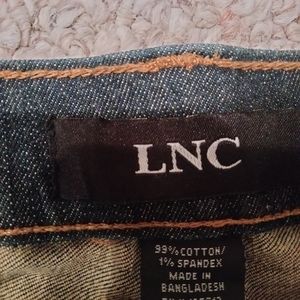 LNC
99% COTTON/
1% SPANDEX
MADE IN
BANGLADESH